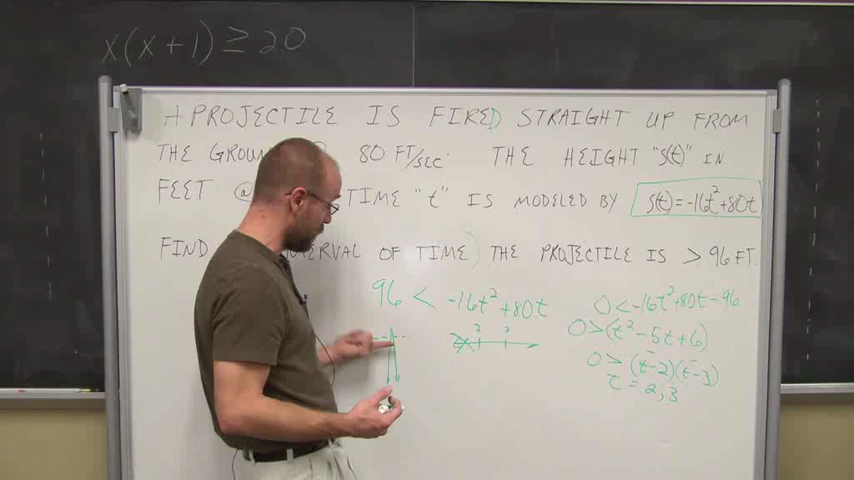 x(x+1) ≥ 20
A PROJECTILE IS FIRED STRAIGHT UP FROM
THE 80 FT/SEC. THE HEIGHT "s(t)" IN
FEET @ TIME "t" IS MODELED BY s(t)=-16t²+80t
FIND OF TIME) THE PROJECTILE IS > 96 FT.
96 < -16t²+80t
0<-16t²+80t-96
0>(t²-5t+6)
2 3
0> (t-2)(t-3)
t = 2,3